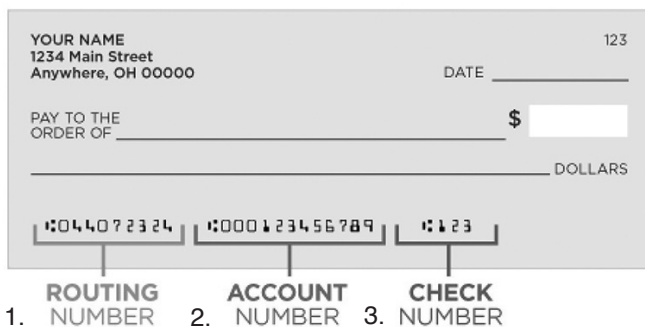 YOUR NAME 123
1234 Main Street
Anywhere, OH 00000
DATE
PAY TO THE
ORDER OF $
DOLLARS
⑆044072324 ⑆000123456789 ⑆123
1. ROUTING NUMBER 2. ACCOUNT NUMBER 3. CHECK NUMBER